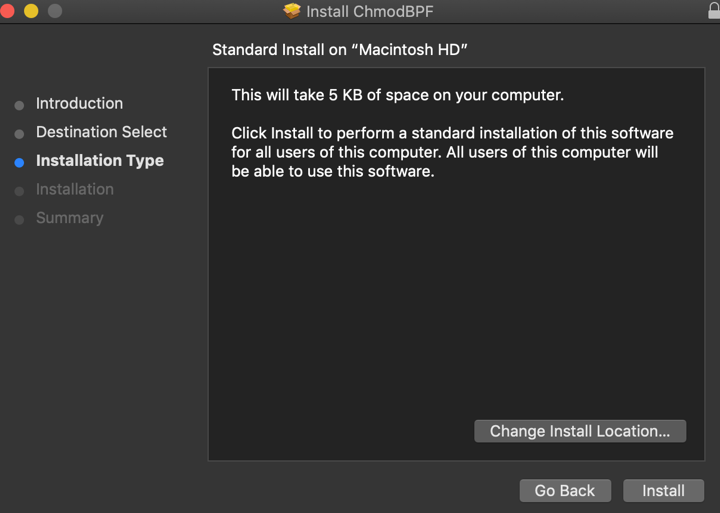 Install ChmodBPF
Standard Install on “Macintosh HD”
Introduction
Destination Select
Installation Type
Installation
Summary
This will take 5 KB of space on your computer.
Click Install to perform a standard installation of this software
for all users of this computer. All users of this computer will
be able to use this software.
Change Install Location...
Go Back
Install